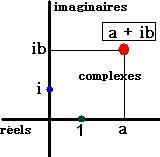 imaginaires
a + ib
ib
complexes
i
réels
1
a